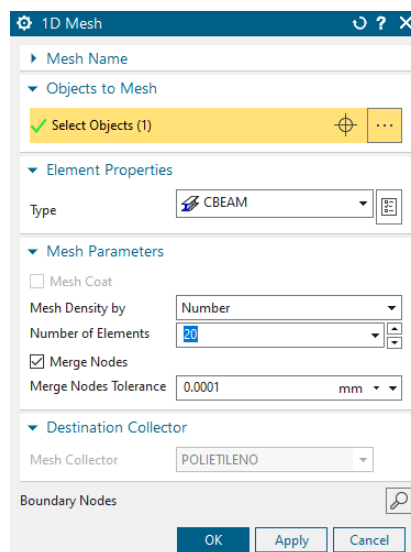 1D Mesh
Mesh Name
Objects to Mesh
Select Objects (1)
Element Properties
Type CBEAM
Mesh Parameters
Mesh Coat
Mesh Density by Number
Number of Elements 20
Merge Nodes
Merge Nodes Tolerance 0.0001 mm
Destination Collector
Mesh Collector POLIETILENO
Boundary Nodes
OK Apply Cancel